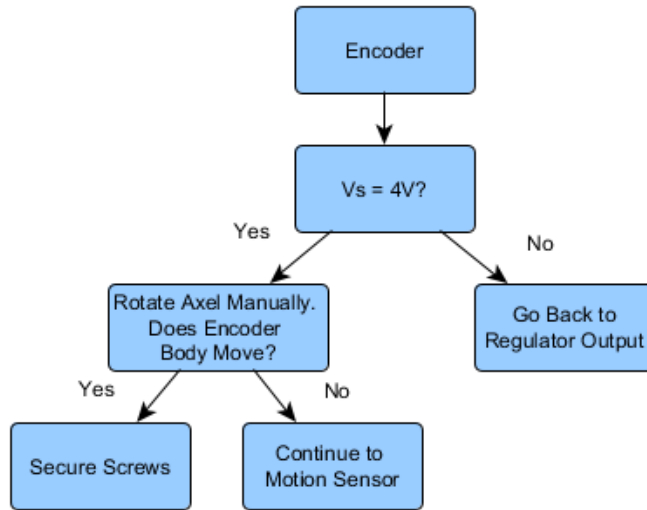 Encoder
Vs = 4V?
Yes
No
Rotate Axel Manually.
Does Encoder
Body Move?
Go Back to
Regulator Output
Yes
No
Secure Screws
Continue to
Motion Sensor